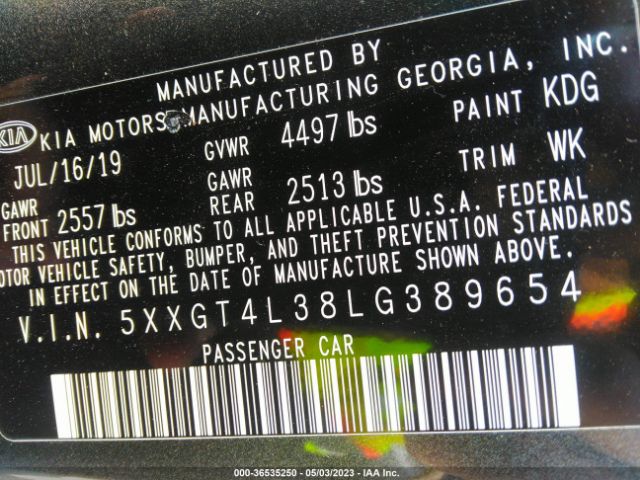 MANUFACTURED BY
KIA KIA MOTORS MANUFACTURING GEORGIA, INC.
JUL/16/19 GVWR 4497 lbs PAINT KDG
GAWR FRONT 2557 lbs GAWR REAR 2513 lbs TRIM WK
THIS VEHICLE CONFORMS TO ALL APPLICABLE U.S.A. FEDERAL
MOTOR VEHICLE SAFETY, BUMPER, AND THEFT PREVENTION STANDARDS
IN EFFECT ON THE DATE OF MANUFACTURE SHOWN ABOVE.
V.I.N. 5XXGT4L38LG389654
PASSENGER CAR
000-36535250 - 05/03/2023 - IAA Inc.